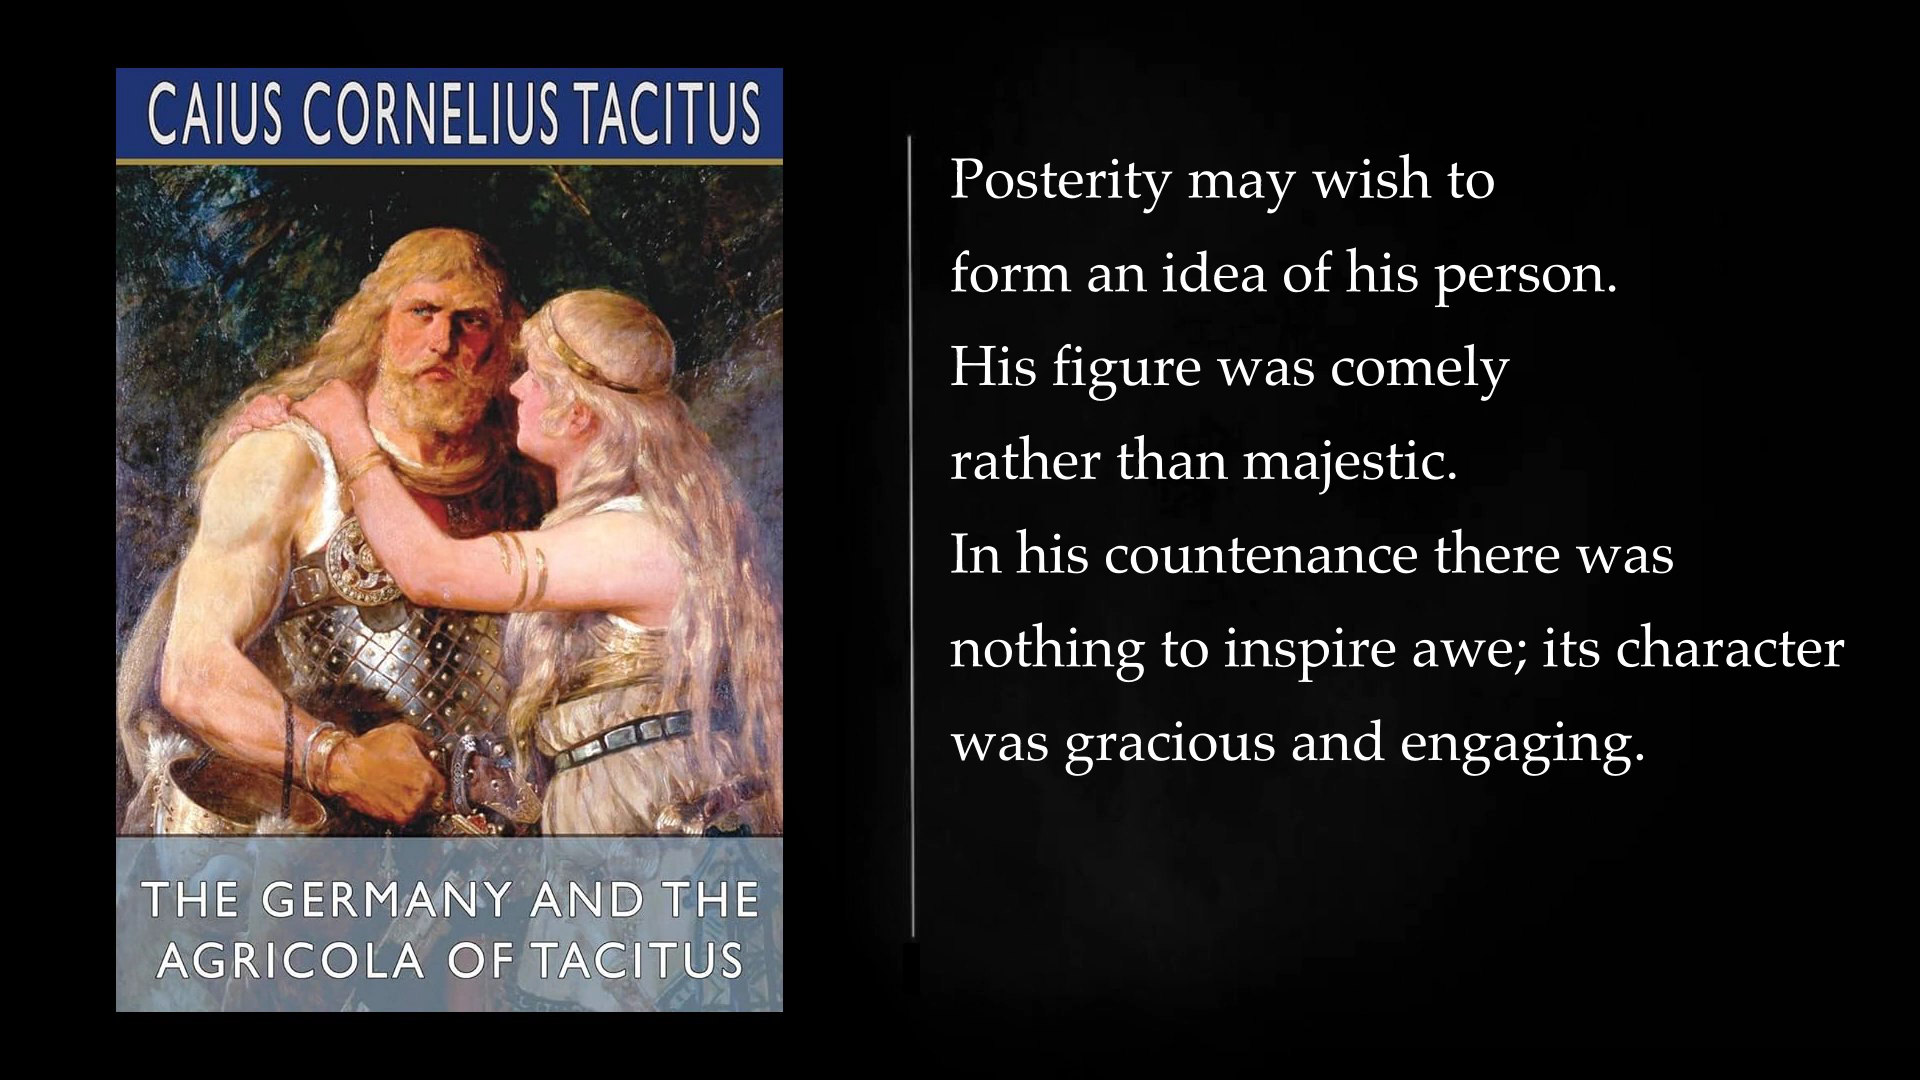 CAIUS CORNELIUS TACITUS
THE GERMANY AND THE
AGRICOLA OF TACITUS
Posterity may wish to
form an idea of his person.
His figure was comely
rather than majestic.
In his countenance there was
nothing to inspire awe; its character
was gracious and engaging.